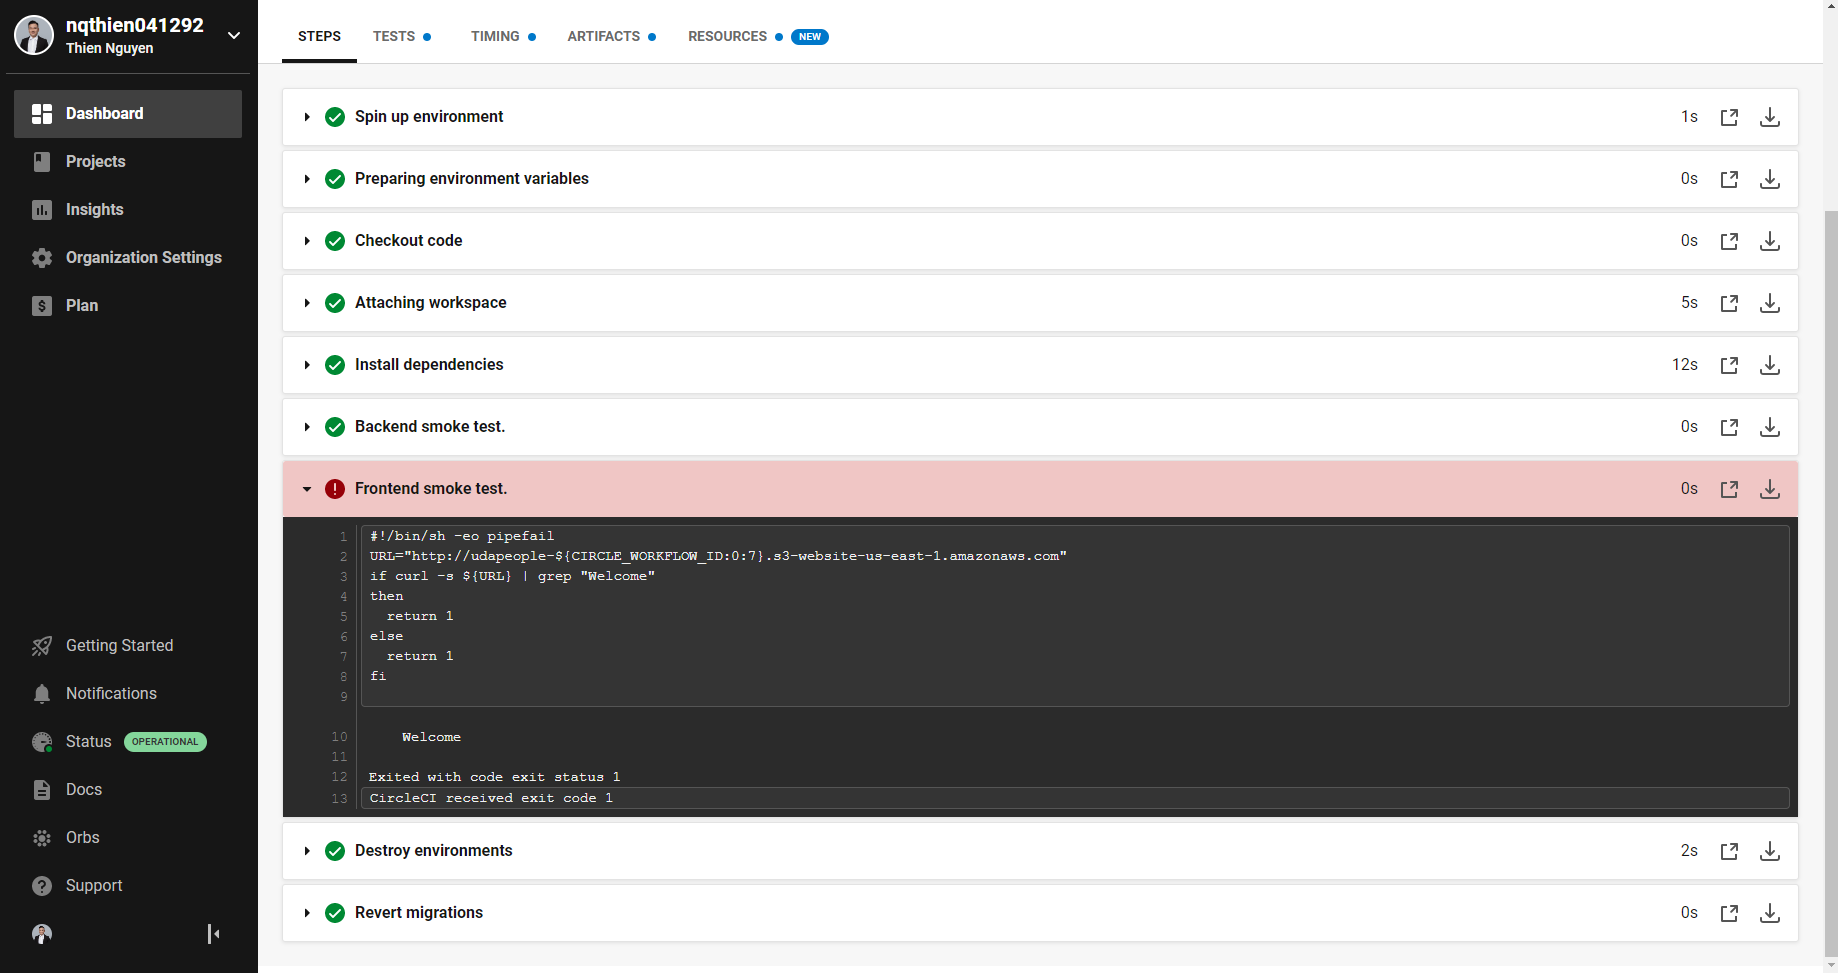 nqthien041292
Thien Nguyen
Dashboard
Projects
Insights
Organization Settings
Plan
Getting Started
Notifications
Status OPERATIONAL
Docs
Orbs
Support
STEPS TESTS TIMING ARTIFACTS RESOURCES NEW
Spin up environment 1s
Preparing environment variables 0s
Checkout code 0s
Attaching workspace 5s
Install dependencies 12s
Backend smoke test. 0s
Frontend smoke test. 0s
1 #!/bin/sh -eo pipefail
2 URL="http://udapeople-${CIRCLE_WORKFLOW_ID:0:7}.s3-website-us-east-1.amazonaws.com"
3 if curl -s ${URL} | grep "Welcome"
4 then
5   return 1
6 else
7   return 1
8 fi
9
10     Welcome
11
12 Exited with code exit status 1
13 CircleCI received exit code 1
Destroy environments 2s
Revert migrations 0s